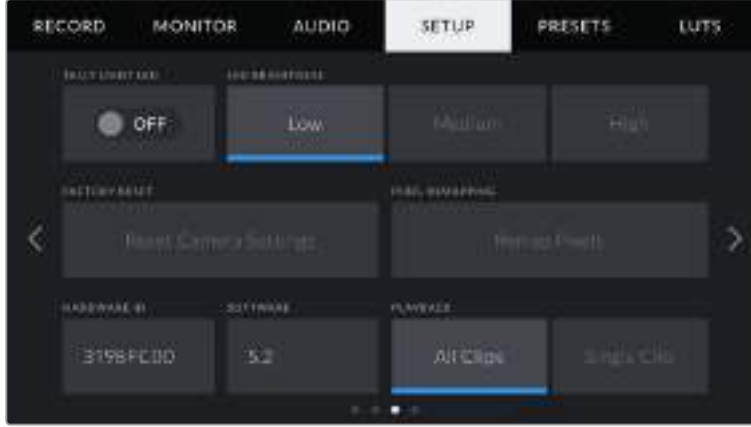 RECORD MONITOR AUDIO SETUP PRESETS LUTS
TALLY LIGHT LED LED BRIGHTNESS
OFF Low Medium High
FACTORY RESET PIXEL REMAPPING
Reset Camera Settings Remap Pixels
HARDWARE ID SOFTWARE PLAYBACK
5.2 All Clips Single Clip